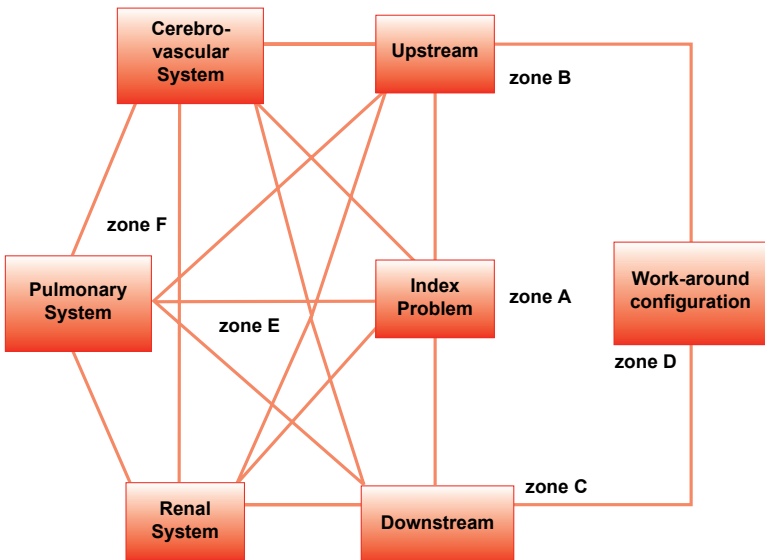 Cerebro-
vascular
System
Upstream
zone B
zone F
Pulmonary
System
Index
Problem
zone A
Work-around
configuration
zone E
zone D
Renal
System
Downstream
zone C